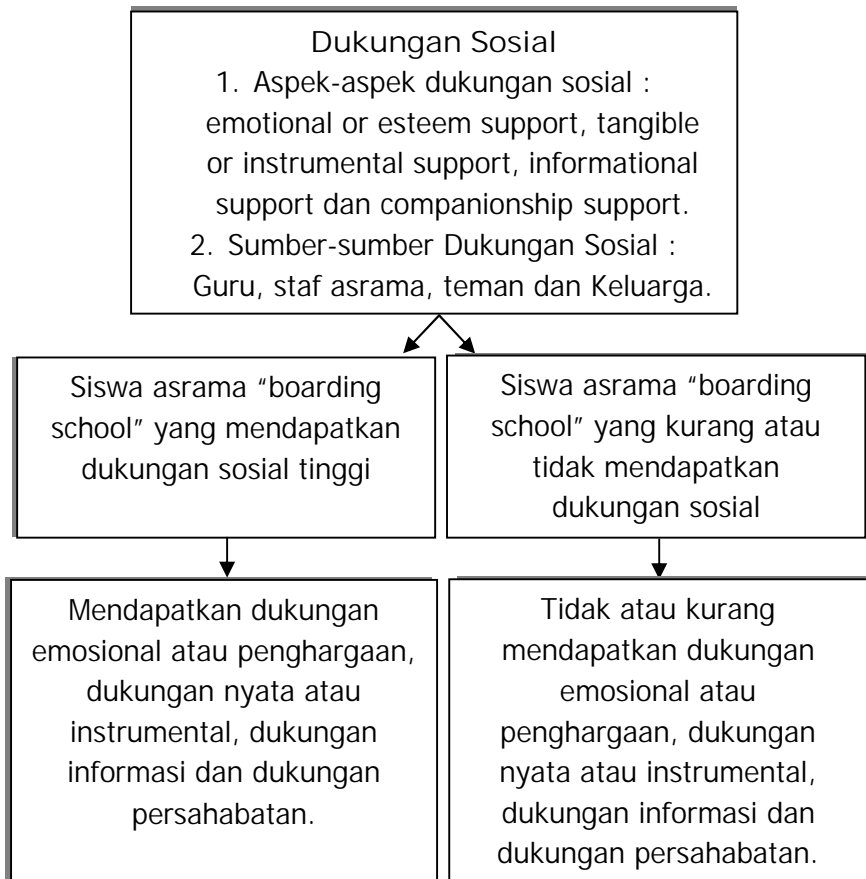 Dukungan Sosial
1. Aspek-aspek dukungan sosial :
emotional or esteem support, tangible
or instrumental support, informational
support dan companionship support.
2. Sumber-sumber Dukungan Sosial :
Guru, staf asrama, teman dan Keluarga.
Siswa asrama “boarding
school” yang mendapatkan
dukungan sosial tinggi
Siswa asrama “boarding
school” yang kurang atau
tidak mendapatkan
dukungan sosial
Mendapatkan dukungan
emosional atau penghargaan,
dukungan nyata atau
instrumental, dukungan
informasi dan dukungan
persahabatan.
Tidak atau kurang
mendapatkan dukungan
emosional atau
penghargaan, dukungan
nyata atau instrumental,
dukungan informasi dan
dukungan persahabatan.